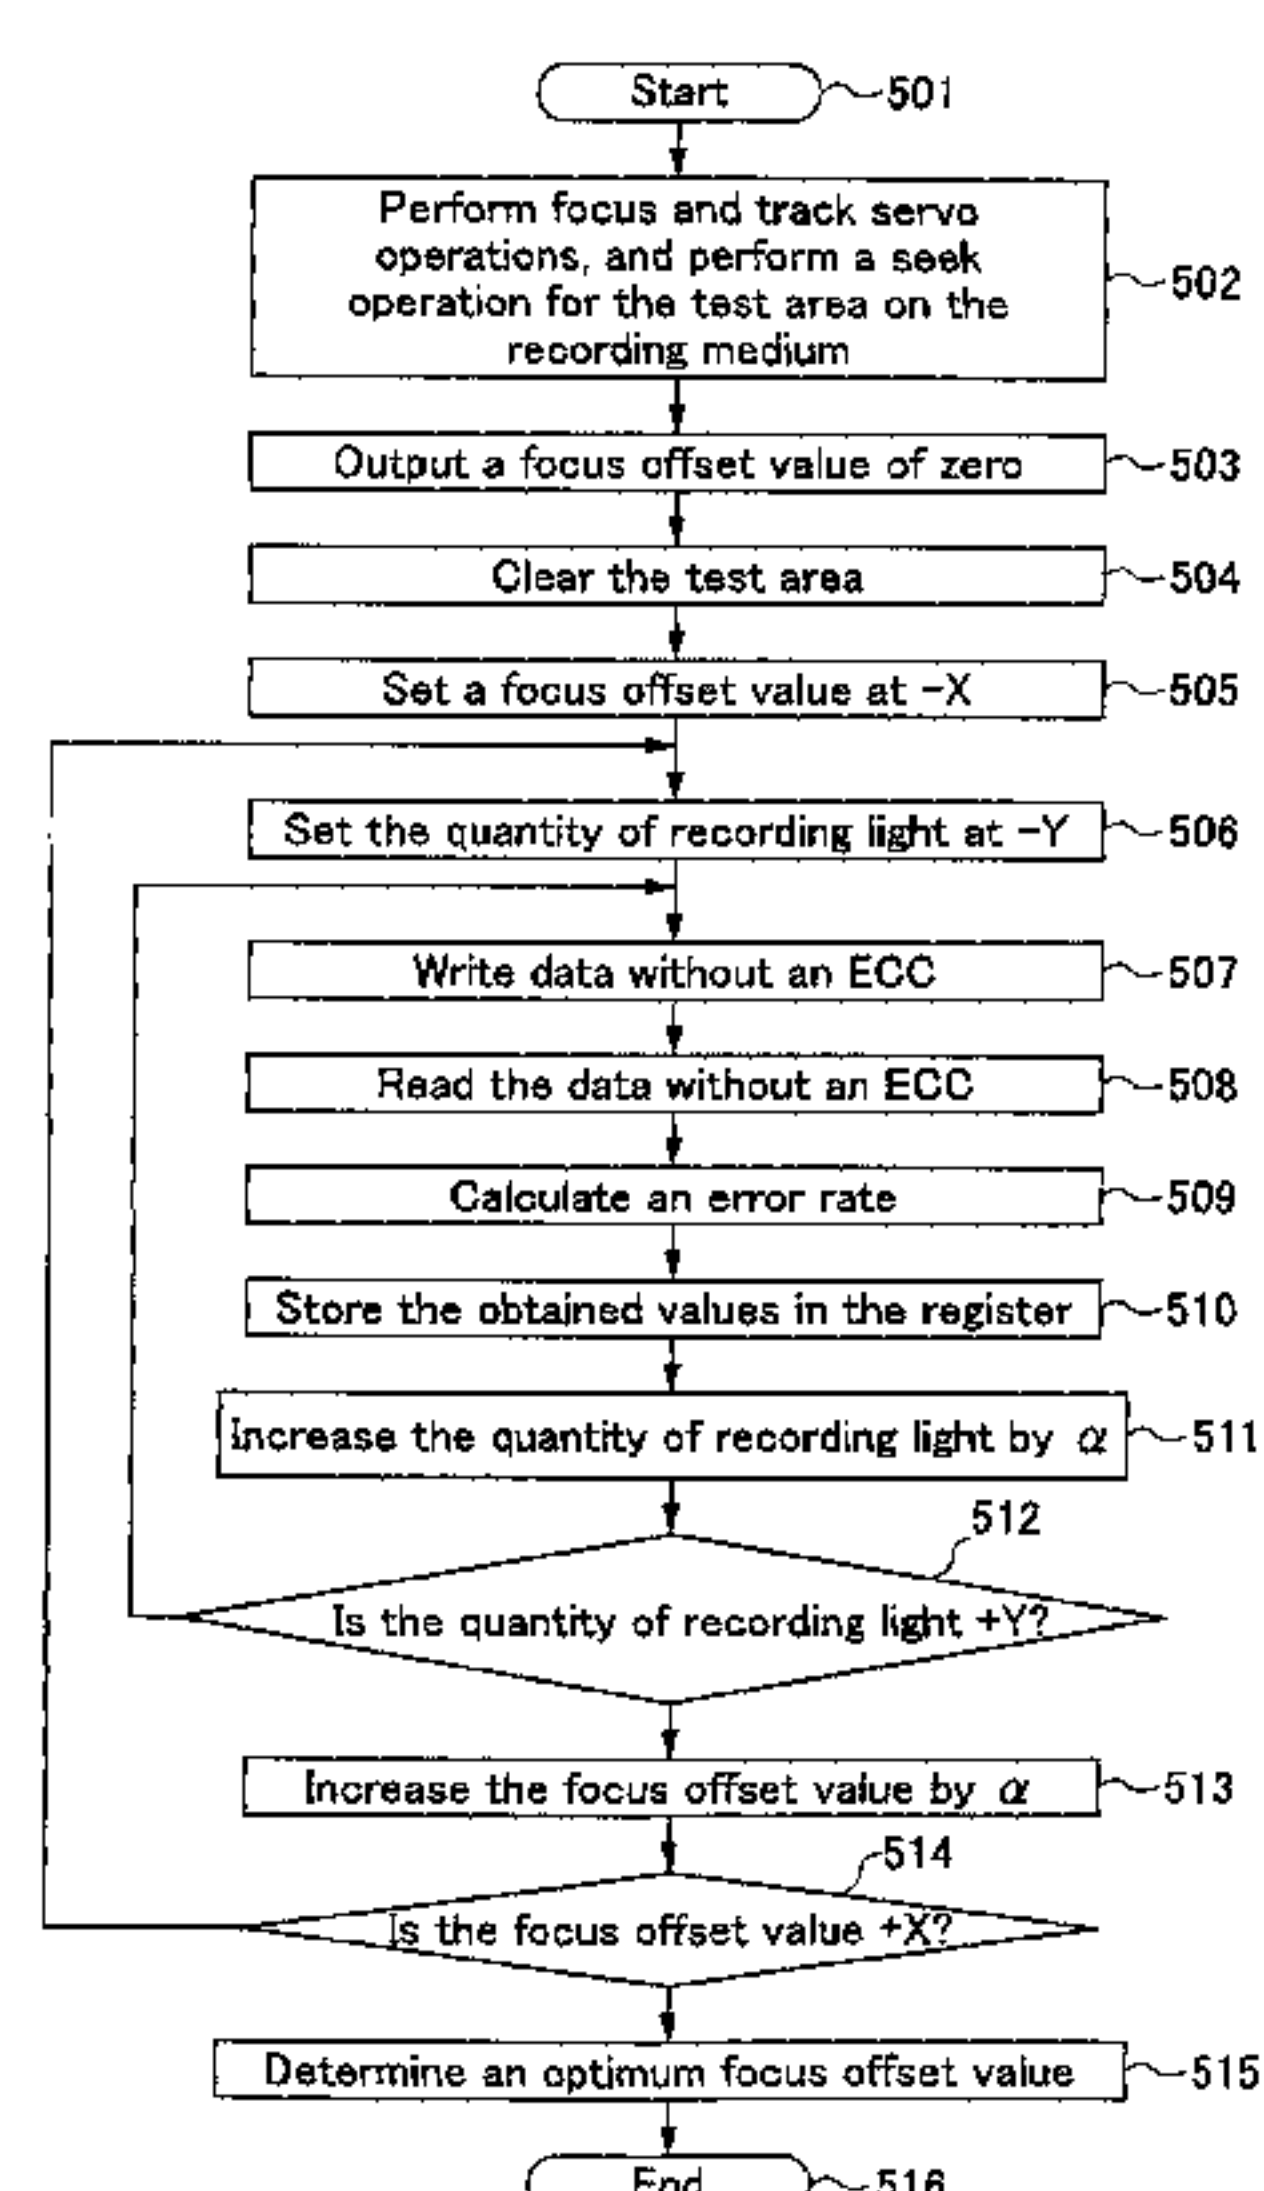 Start
501
Perform focus and track servo
operations, and perform a seek
operation for the test area on the
recording medium
502
Output a focus offset value of zero
503
Clear the test area
504
Set a focus offset value at -X
505
Set the quantity of recording light at -Y
506
Write data without an ECC
507
Read the data without an ECC
508
Calculate an error rate
509
Store the obtained values in the register
510
Increase the quantity of recording light by α
511
512
Is the quantity of recording light +Y?
Increase the focus offset value by α
513
514
Is the focus offset value +X?
Determine an optimum focus offset value
515
End
516